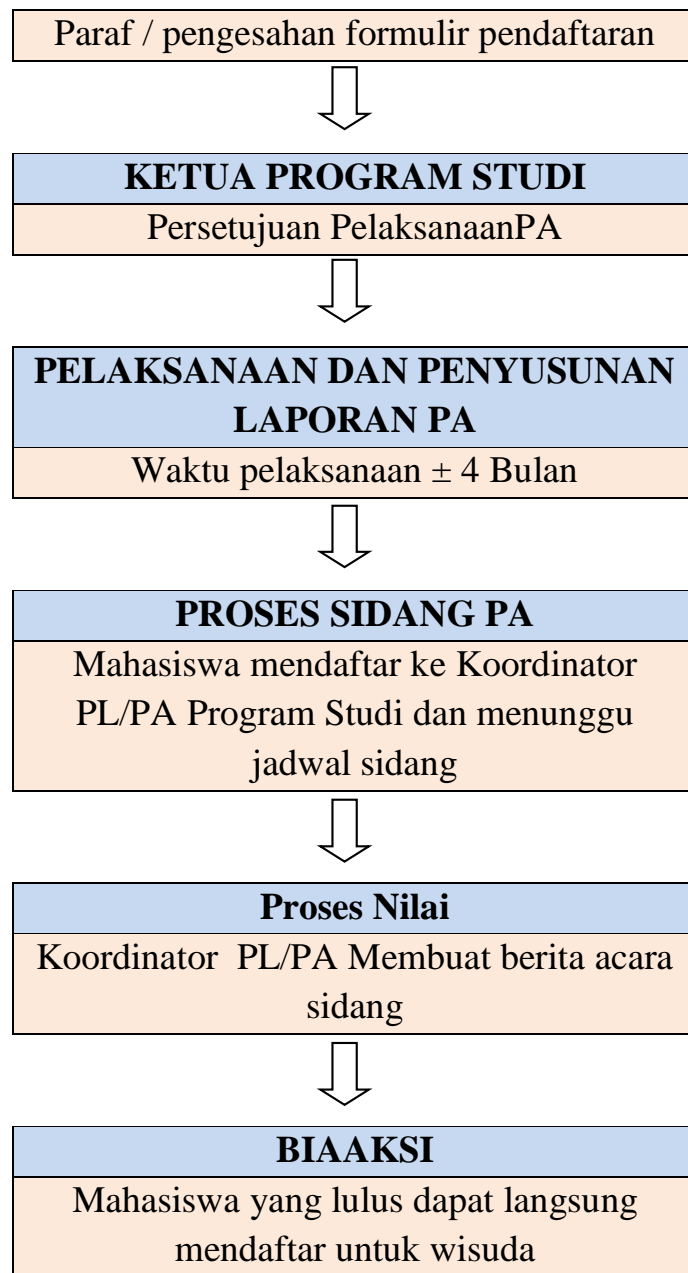 Paraf / pengesahan formulir pendaftaran
KETUA PROGRAM STUDI
Persetujuan PelaksanaanPA
PELAKSANAAN DAN PENYUSUNAN
LAPORAN PA
Waktu pelaksanaan ± 4 Bulan
PROSES SIDANG PA
Mahasiswa mendaftar ke Koordinator
PL/PA Program Studi dan menunggu
jadwal sidang
Proses Nilai
Koordinator PL/PA Membuat berita acara
sidang
BIAAKSI
Mahasiswa yang lulus dapat langsung
mendaftar untuk wisuda